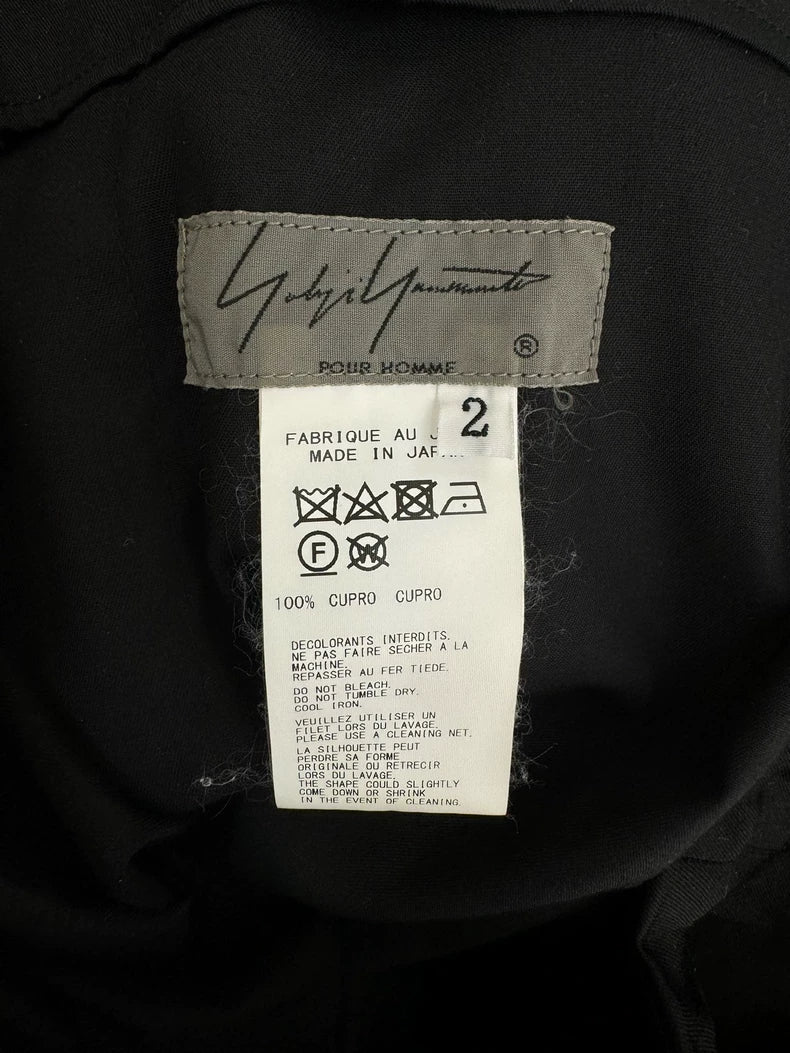 Yohji Yamamoto
®
POUR HOMME
2
FABRIQUE AU
MADE IN
F
W
100% CUPRO CUPRO
DECOLORANTS INTERDITS.
NE PAS FAIRE SECHER A LA
MACHINE.
REPASSER AU FER TIEDE.
DO NOT BLEACH.
DO NOT TUMBLE DRY.
COOL IRON.
VEUILLEZ UTILISER UN
FILET LORS DU LAVAGE.
PLEASE USE A CLEANING NET.
LA SILHOUETTE PEUT
PERDRE SA FORME
ORIGINALE OU RETRECIR
LORS DU LAVAGE.
THE SHAPE COULD SLIGHTLY
COME DOWN OR SHRINK
IN THE EVENT OF CLEANING.